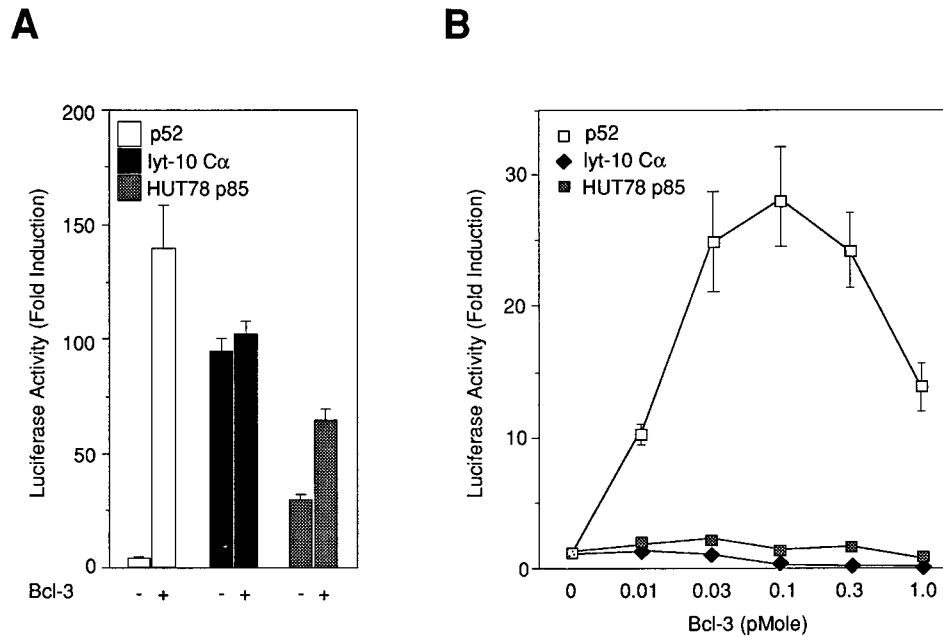 A
Luciferase Activity (Fold Induction)
200
150
100
50
0
p52
lyt-10 Cα
HUT78 p85
Bcl-3 - + - + - +
B
Luciferase Activity (Fold Induction)
30
20
10
0
p52
lyt-10 Cα
HUT78 p85
0 0.01 0.03 0.1 0.3 1.0
Bcl-3 (pMole)